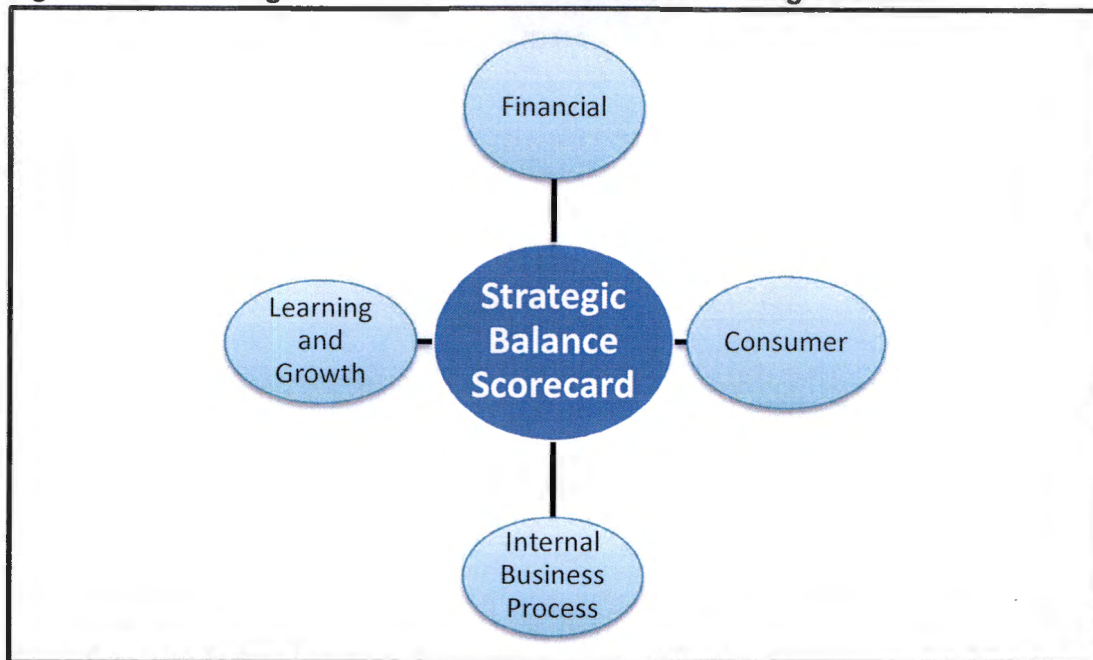 Financial
Strategic
Balance
Scorecard
Learning
and
Growth
Consumer
Internal
Business
Process